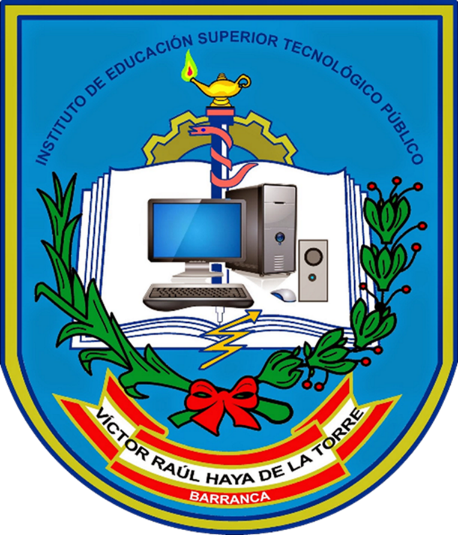 INSTITUTO DE EDUCACIÓN SUPERIOR TECNOLÓGICO PÚBLICO
VÍCTOR RAÚL HAYA DE LA TORRE
BARRANCA